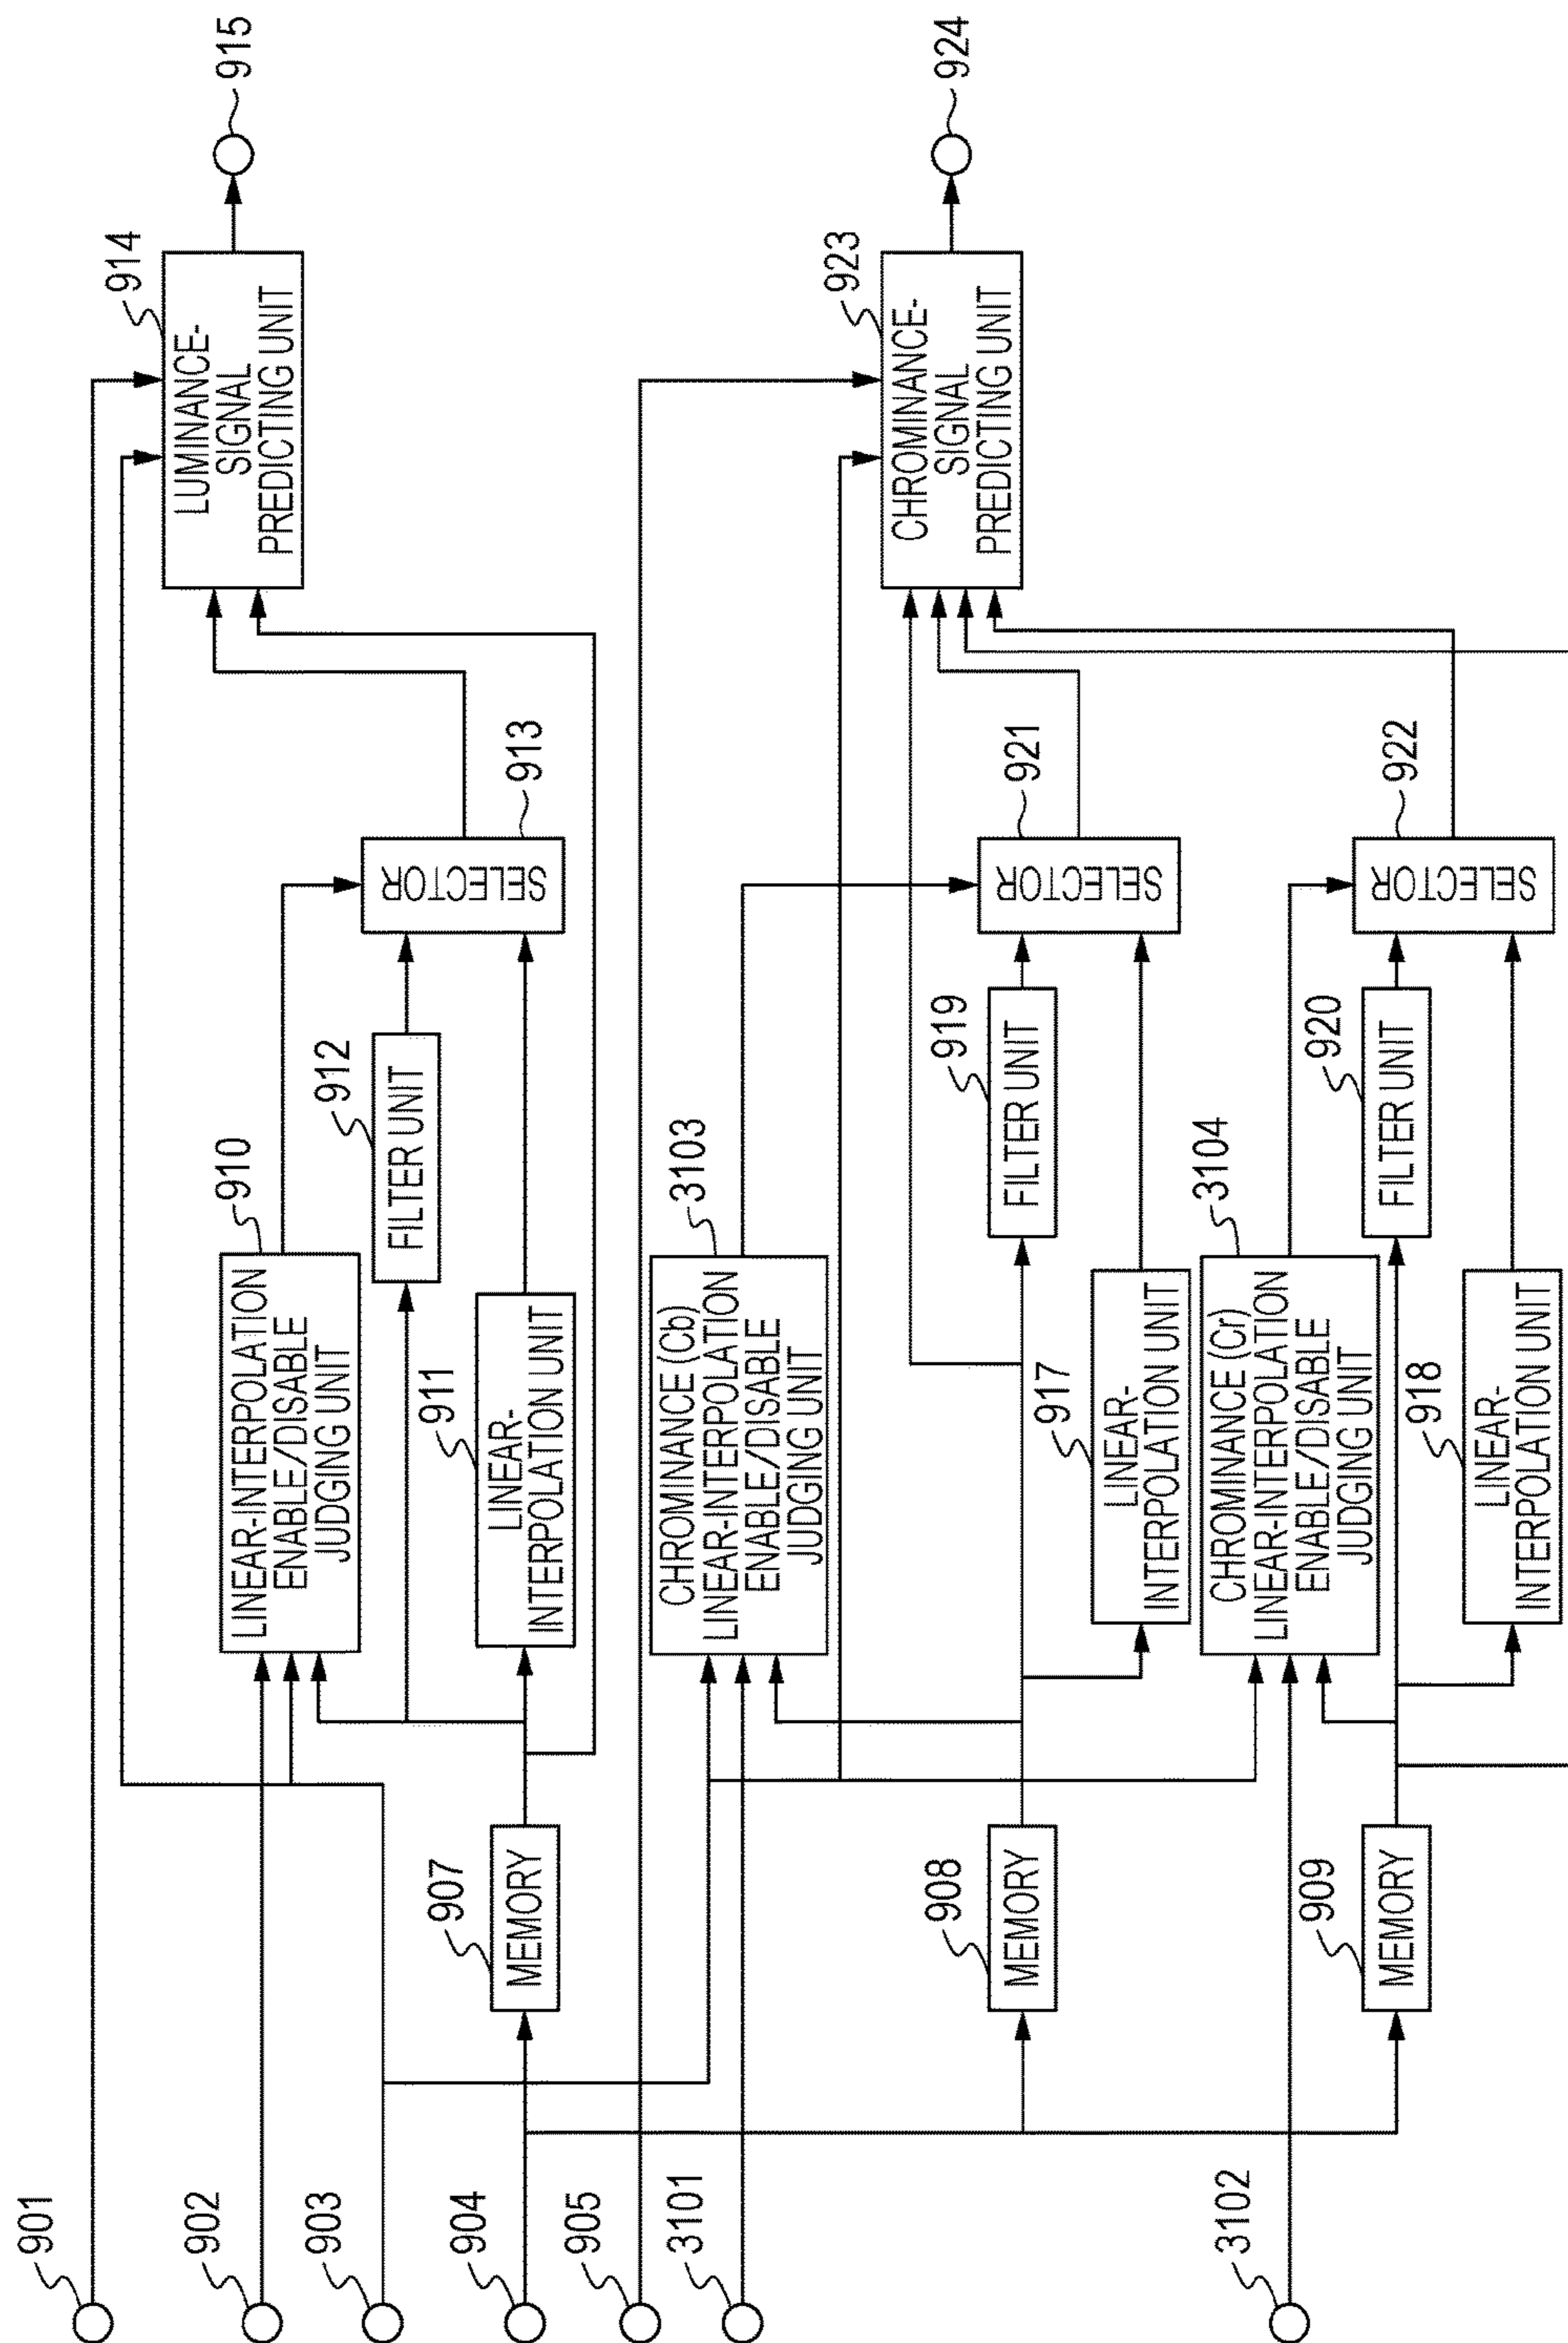 901
902
903
904
905
3101
3102
907
MEMORY
908
MEMORY
909
MEMORY
910
LINEAR-INTERPOLATION
ENABLE/DISABLE
JUDGING UNIT
911
LINEAR-
INTERPOLATION UNIT
912
FILTER UNIT
913
SELECTOR
914
LUMINANCE-
SIGNAL
PREDICTING UNIT
915
3103
CHROMINANCE (Cb)
LINEAR-INTERPOLATION
ENABLE/DISABLE
JUDGING UNIT
917
LINEAR-
INTERPOLATION UNIT
919
FILTER UNIT
921
SELECTOR
923
CHROMINANCE-
SIGNAL
PREDICTING UNIT
924
3104
CHROMINANCE (Cr)
LINEAR-INTERPOLATION
ENABLE/DISABLE
JUDGING UNIT
918
LINEAR-
INTERPOLATION UNIT
920
FILTER UNIT
922
SELECTOR